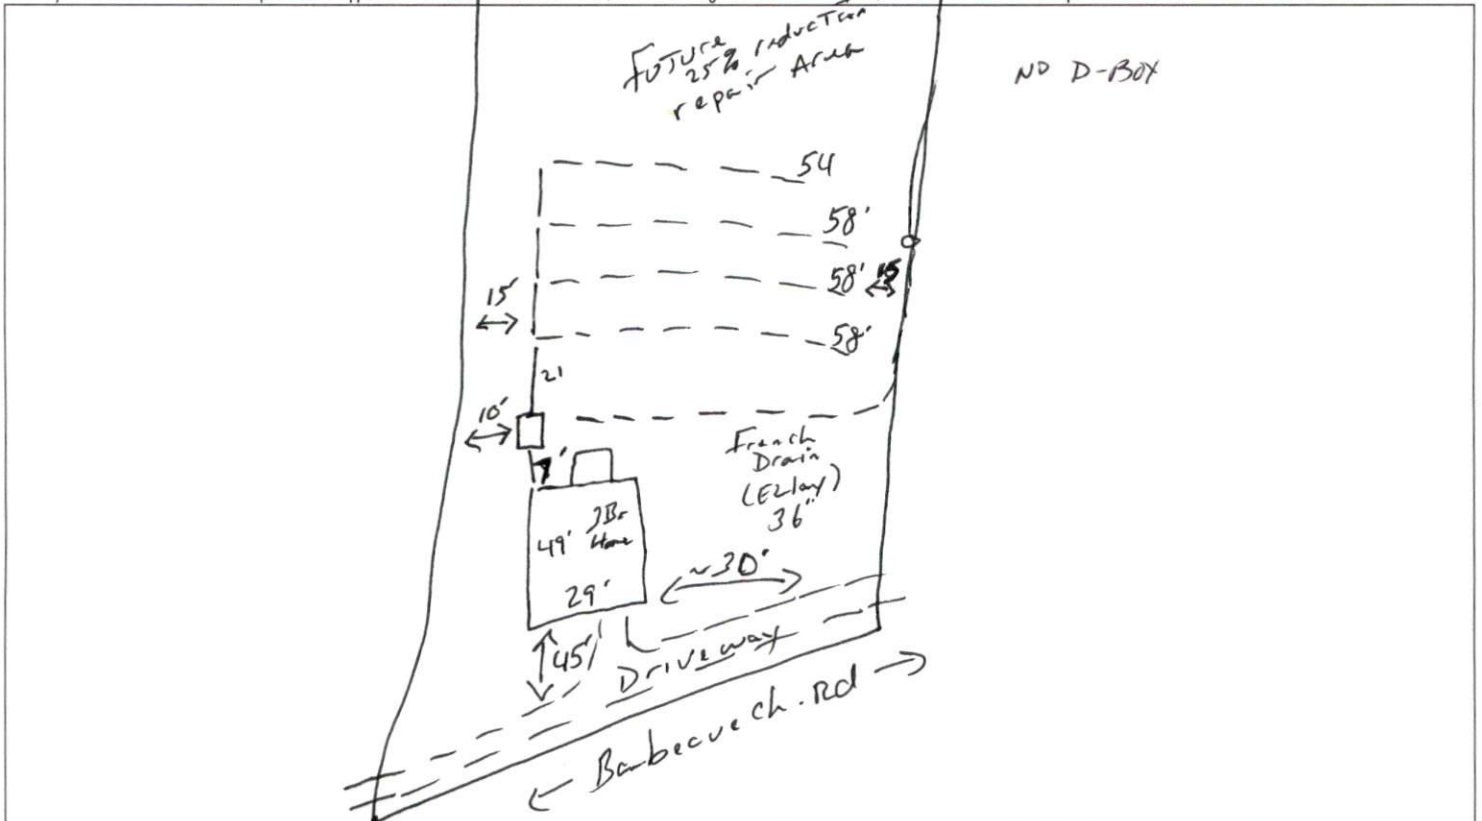 Future
25% reduction
repair Area
NO D-BOX
54
58'
58'
15
58'
15'
21
10'
7'
French
Drain
(EZlay)
36"
3Br
Home
49'
29'
~30'
45'
Driveway
Barbecue ch. Rd